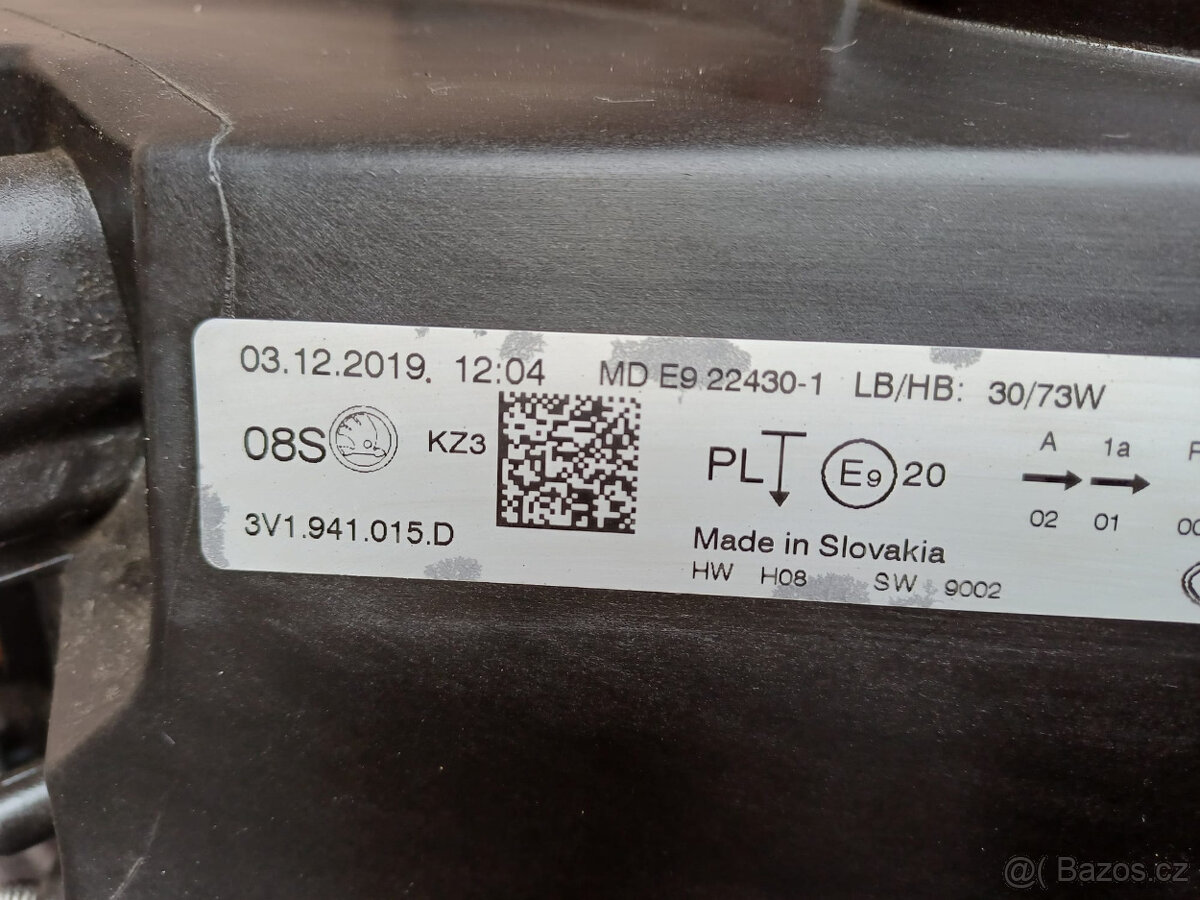 03.12.2019. 12:04 MD E9 22430-1 LB/HB: 30/73W
08S KZ3 PL E9 20 A 1a
02 01 00
3V1.941.015.D
Made in Slovakia
HW H08 SW 9002
@( Bazos.cz